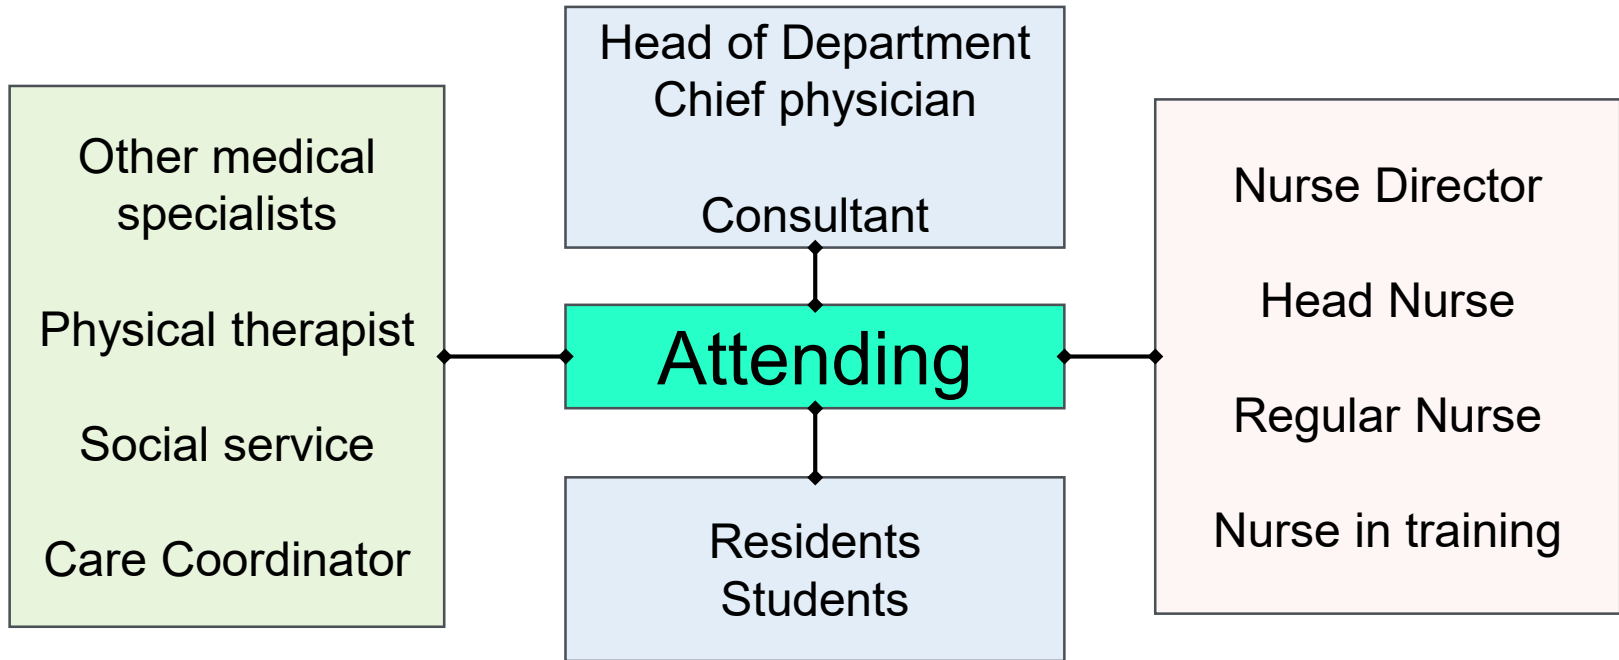 Head of Department
Chief physician
Consultant
Other medical
specialists
Physical therapist
Social service
Care Coordinator
Attending
Nurse Director
Head Nurse
Regular Nurse
Nurse in training
Residents
Students